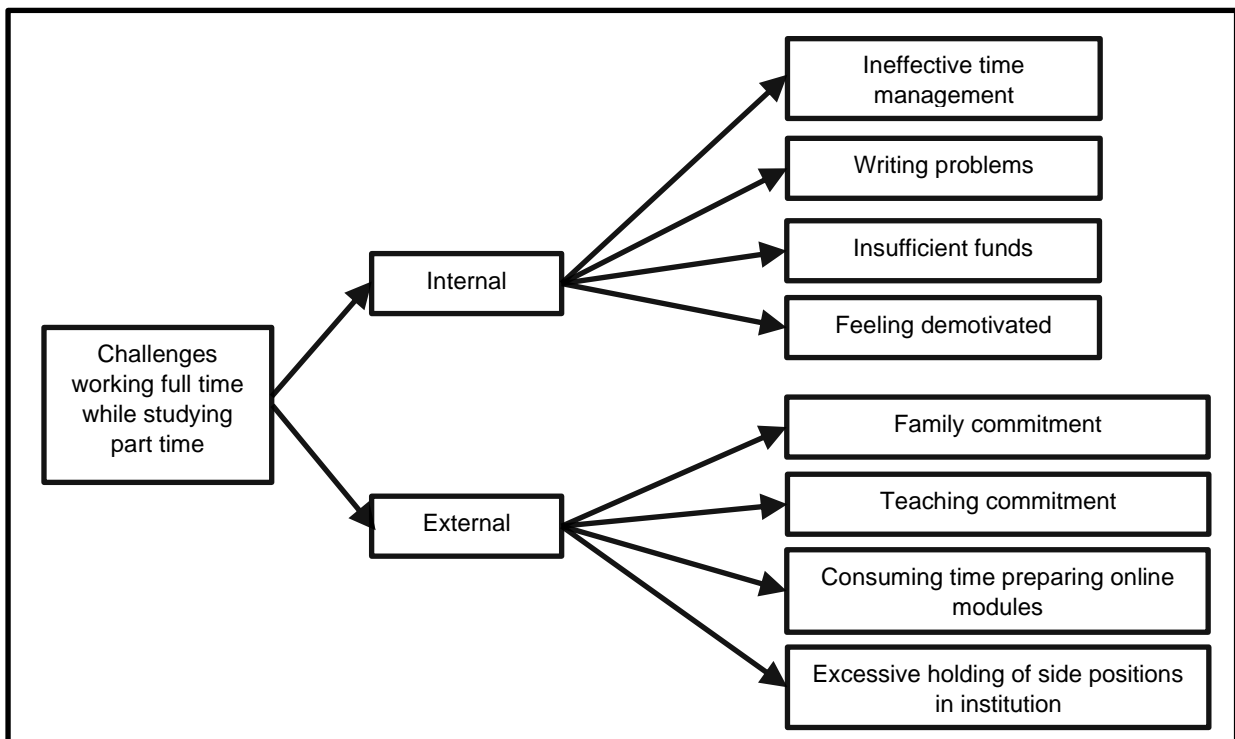 Challenges
working full time
while studying
part time
Internal
External
Ineffective time
management
Writing problems
Insufficient funds
Feeling demotivated
Family commitment
Teaching commitment
Consuming time preparing online
modules
Excessive holding of side positions
in institution